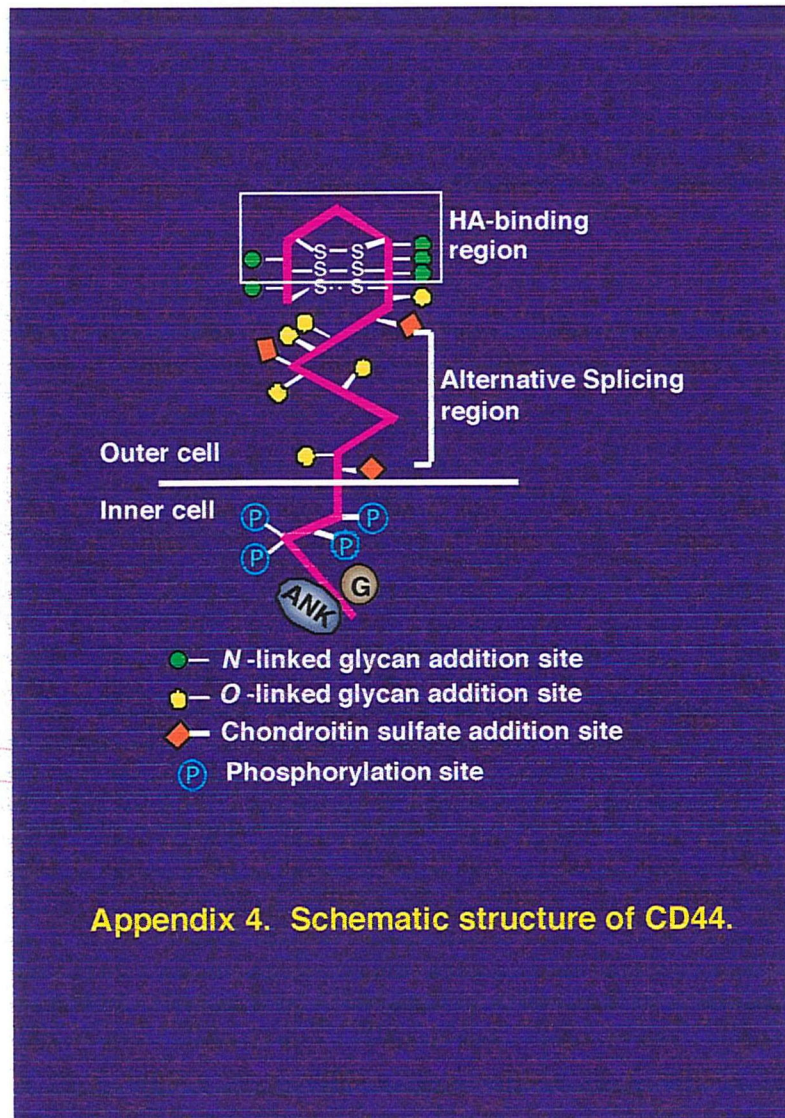 HA-binding
region
S S
S S
S S
Alternative Splicing
region
Outer cell
Inner cell
P P
P P
G
ANK
N -linked glycan addition site
O -linked glycan addition site
Chondroitin sulfate addition site
P Phosphorylation site
Appendix 4. Schematic structure of CD44.